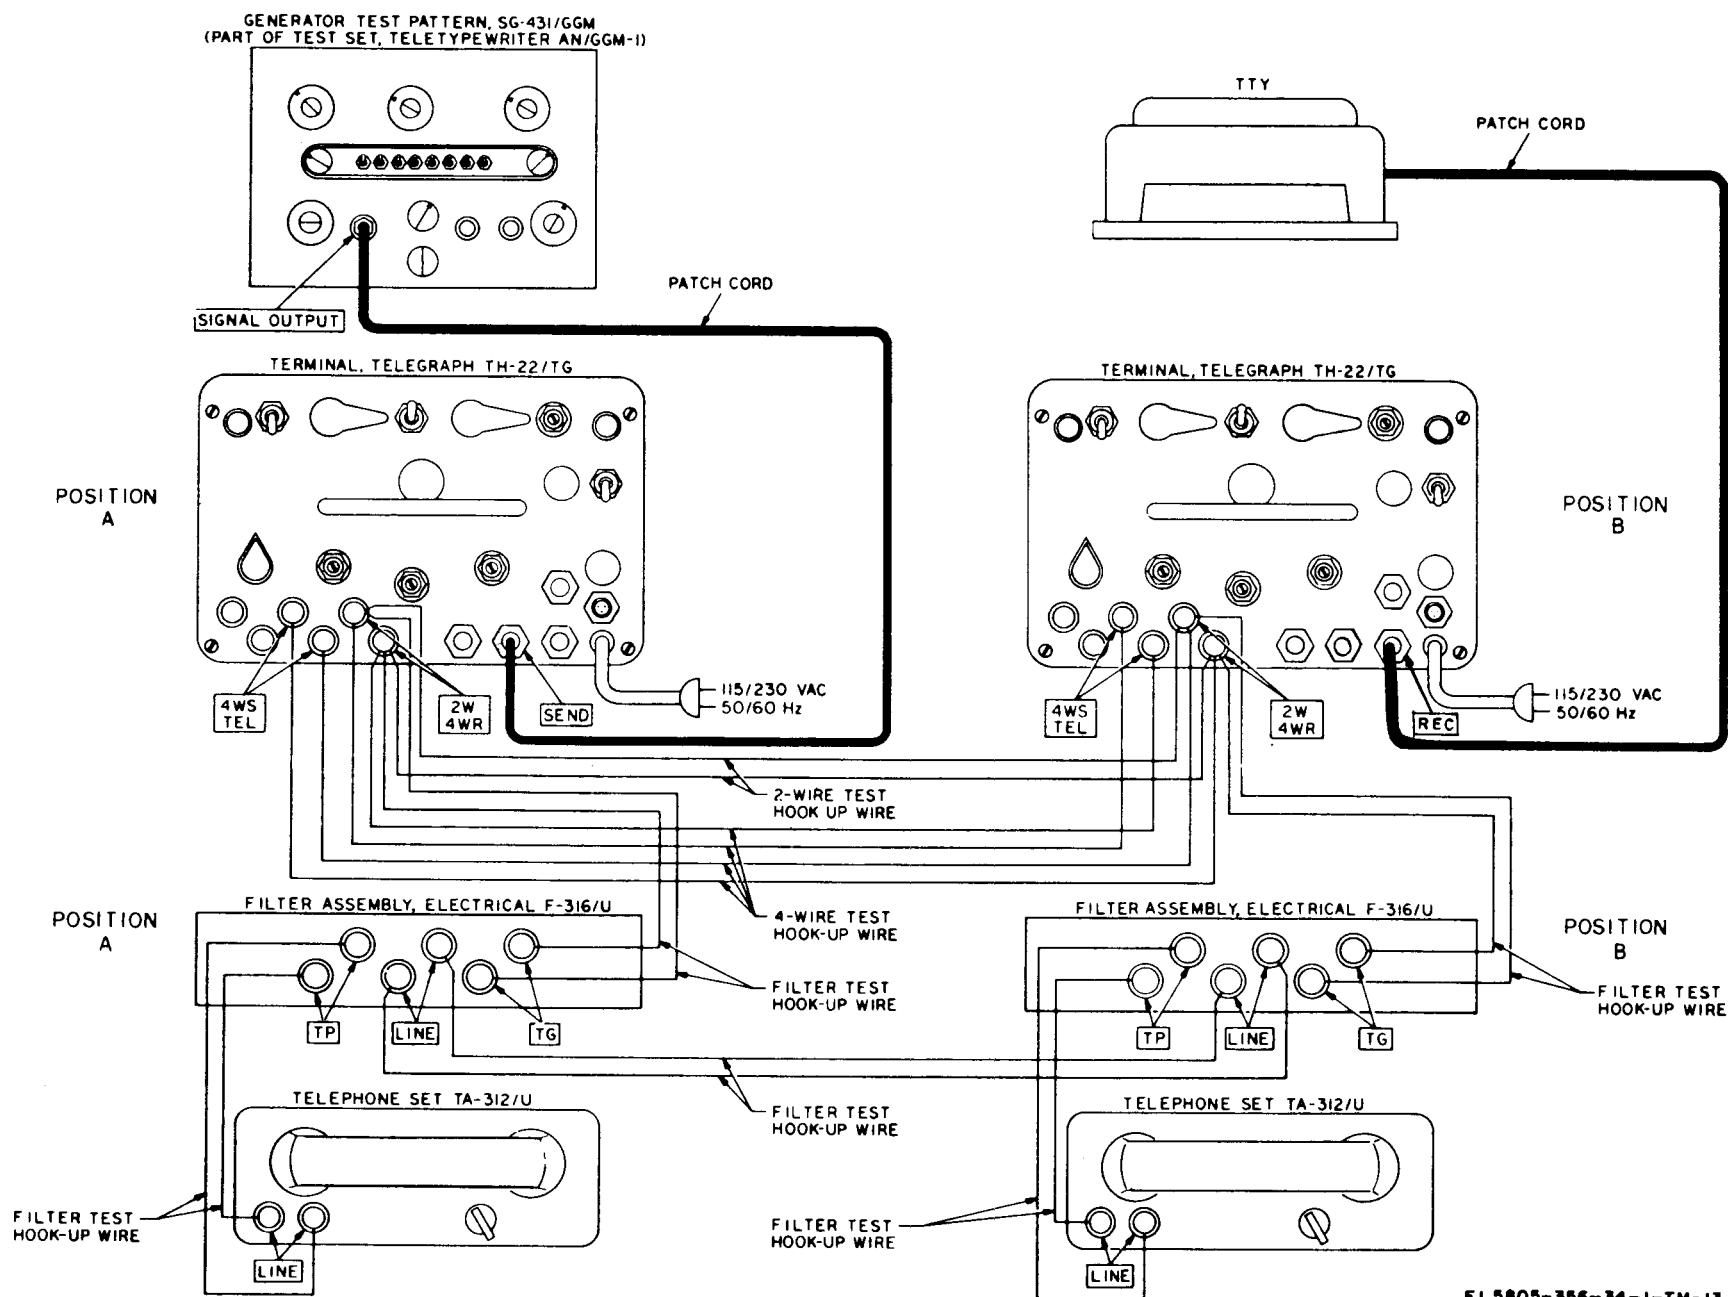 GENERATOR TEST PATTERN, SG-431/GGM
(PART OF TEST SET, TELETYPEWRITER AN/GGM-1)
TTY
PATCH CORD
SIGNAL OUTPUT
PATCH CORD
TERMINAL, TELEGRAPH TH-22/TG
TERMINAL, TELEGRAPH TH-22/TG
POSITION
A
POSITION
B
4WS
TEL
2W
4WR
SEND
115/230 VAC
50/60 Hz
4WS
TEL
2W
4WR
REC
115/230 VAC
50/60 Hz
2-WIRE TEST
HOOK UP WIRE
POSITION
A
FILTER ASSEMBLY, ELECTRICAL F-316/U
4-WIRE TEST
HOOK-UP WIRE
FILTER ASSEMBLY, ELECTRICAL F-316/U
POSITION
B
TP
LINE
TG
FILTER TEST
HOOK-UP WIRE
TP
LINE
TG
FILTER TEST
HOOK-UP WIRE
TELEPHONE SET TA-312/U
FILTER TEST
HOOK-UP WIRE
TELEPHONE SET TA-312/U
FILTER TEST
HOOK-UP WIRE
LINE
FILTER TEST
HOOK-UP WIRE
LINE
EL5805-356-34-1-TM-13